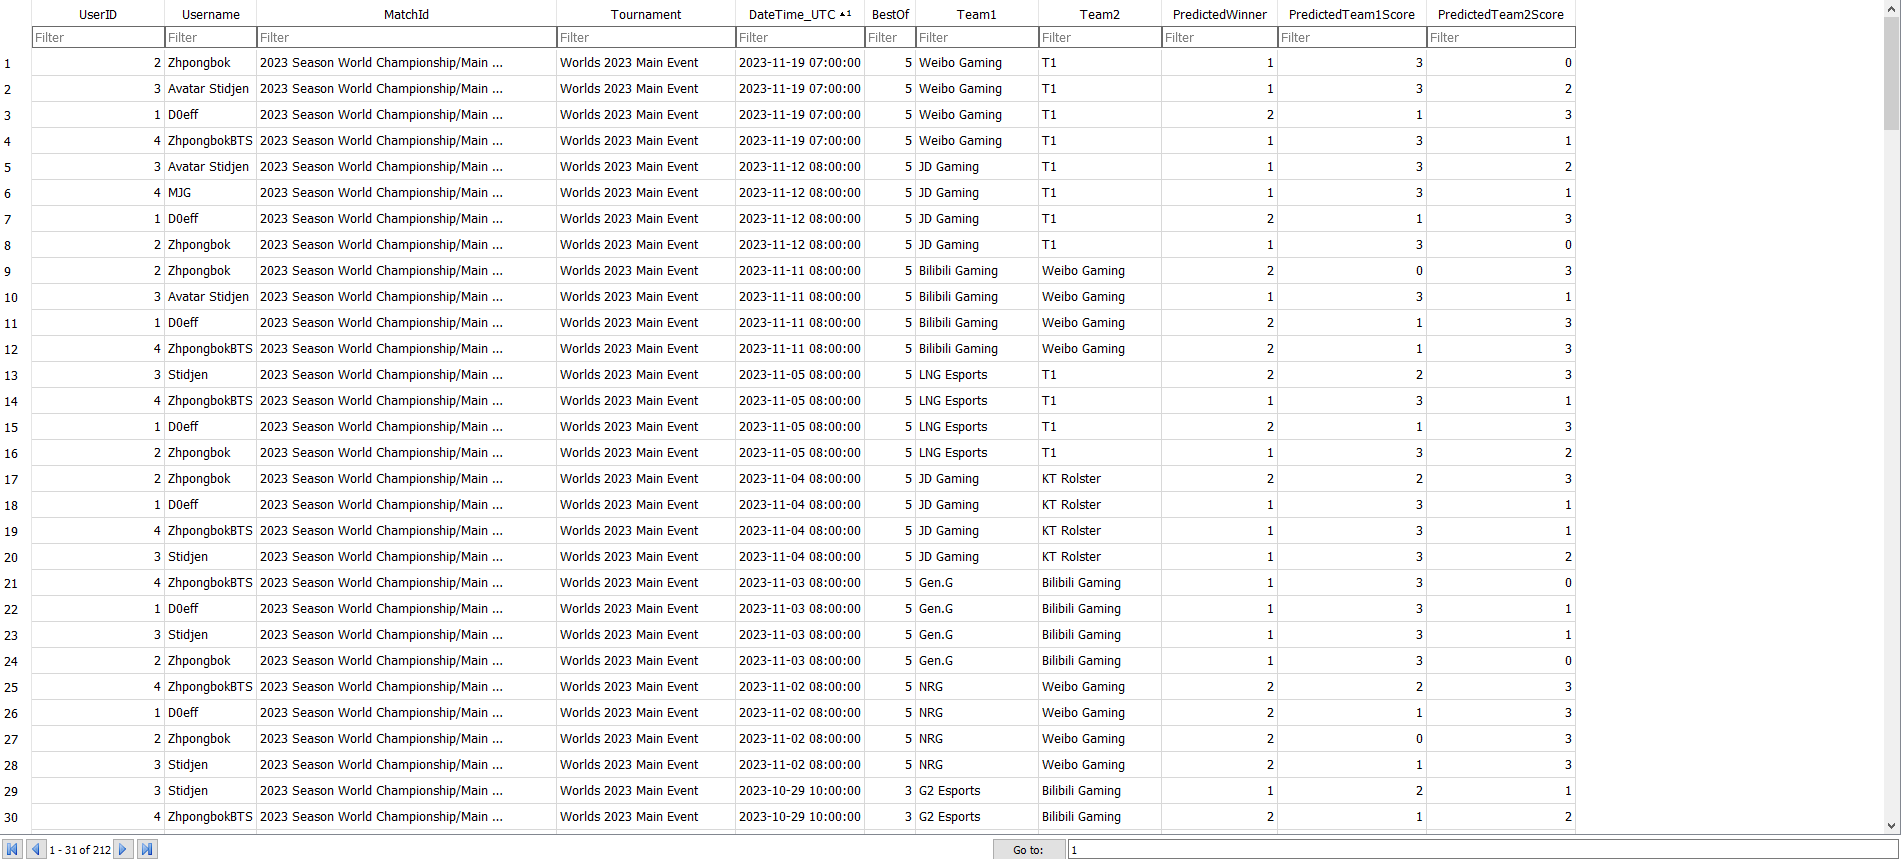 UserID Username MatchId Tournament DateTime_UTC ▲1 BestOf Team1 Team2 PredictedWinner PredictedTeam1Score PredictedTeam2Score
Filter Filter Filter Filter Filter Filter Filter Filter Filter Filter Filter
1 2 Zhpongbok 2023 Season World Championship/Main ... Worlds 2023 Main Event 2023-11-19 07:00:00 5 Weibo Gaming T1 1 3 0
2 3 Avatar Stidjen 2023 Season World Championship/Main ... Worlds 2023 Main Event 2023-11-19 07:00:00 5 Weibo Gaming T1 1 3 2
3 1 D0eff 2023 Season World Championship/Main ... Worlds 2023 Main Event 2023-11-19 07:00:00 5 Weibo Gaming T1 2 1 3
4 4 ZhpongbokBTS 2023 Season World Championship/Main ... Worlds 2023 Main Event 2023-11-19 07:00:00 5 Weibo Gaming T1 1 3 1
5 3 Avatar Stidjen 2023 Season World Championship/Main ... Worlds 2023 Main Event 2023-11-12 08:00:00 5 JD Gaming T1 1 3 2
6 4 MJG 2023 Season World Championship/Main ... Worlds 2023 Main Event 2023-11-12 08:00:00 5 JD Gaming T1 1 3 1
7 1 D0eff 2023 Season World Championship/Main ... Worlds 2023 Main Event 2023-11-12 08:00:00 5 JD Gaming T1 2 1 3
8 2 Zhpongbok 2023 Season World Championship/Main ... Worlds 2023 Main Event 2023-11-12 08:00:00 5 JD Gaming T1 1 3 0
9 2 Zhpongbok 2023 Season World Championship/Main ... Worlds 2023 Main Event 2023-11-11 08:00:00 5 Bilibili Gaming Weibo Gaming 2 0 3
10 3 Avatar Stidjen 2023 Season World Championship/Main ... Worlds 2023 Main Event 2023-11-11 08:00:00 5 Bilibili Gaming Weibo Gaming 1 3 1
11 1 D0eff 2023 Season World Championship/Main ... Worlds 2023 Main Event 2023-11-11 08:00:00 5 Bilibili Gaming Weibo Gaming 2 1 3
12 4 ZhpongbokBTS 2023 Season World Championship/Main ... Worlds 2023 Main Event 2023-11-11 08:00:00 5 Bilibili Gaming Weibo Gaming 2 1 3
13 3 Stidjen 2023 Season World Championship/Main ... Worlds 2023 Main Event 2023-11-05 08:00:00 5 LNG Esports T1 2 2 3
14 4 ZhpongbokBTS 2023 Season World Championship/Main ... Worlds 2023 Main Event 2023-11-05 08:00:00 5 LNG Esports T1 1 3 1
15 1 D0eff 2023 Season World Championship/Main ... Worlds 2023 Main Event 2023-11-05 08:00:00 5 LNG Esports T1 2 1 3
16 2 Zhpongbok 2023 Season World Championship/Main ... Worlds 2023 Main Event 2023-11-05 08:00:00 5 LNG Esports T1 1 3 2
17 2 Zhpongbok 2023 Season World Championship/Main ... Worlds 2023 Main Event 2023-11-04 08:00:00 5 JD Gaming KT Rolster 2 2 3
18 1 D0eff 2023 Season World Championship/Main ... Worlds 2023 Main Event 2023-11-04 08:00:00 5 JD Gaming KT Rolster 1 3 1
19 4 ZhpongbokBTS 2023 Season World Championship/Main ... Worlds 2023 Main Event 2023-11-04 08:00:00 5 JD Gaming KT Rolster 1 3 1
20 3 Stidjen 2023 Season World Championship/Main ... Worlds 2023 Main Event 2023-11-04 08:00:00 5 JD Gaming KT Rolster 1 3 2
21 4 ZhpongbokBTS 2023 Season World Championship/Main ... Worlds 2023 Main Event 2023-11-03 08:00:00 5 Gen.G Bilibili Gaming 1 3 0
22 1 D0eff 2023 Season World Championship/Main ... Worlds 2023 Main Event 2023-11-03 08:00:00 5 Gen.G Bilibili Gaming 1 3 1
23 3 Stidjen 2023 Season World Championship/Main ... Worlds 2023 Main Event 2023-11-03 08:00:00 5 Gen.G Bilibili Gaming 1 3 1
24 2 Zhpongbok 2023 Season World Championship/Main ... Worlds 2023 Main Event 2023-11-03 08:00:00 5 Gen.G Bilibili Gaming 1 3 0
25 4 ZhpongbokBTS 2023 Season World Championship/Main ... Worlds 2023 Main Event 2023-11-02 08:00:00 5 NRG Weibo Gaming 2 2 3
26 1 D0eff 2023 Season World Championship/Main ... Worlds 2023 Main Event 2023-11-02 08:00:00 5 NRG Weibo Gaming 2 1 3
27 2 Zhpongbok 2023 Season World Championship/Main ... Worlds 2023 Main Event 2023-11-02 08:00:00 5 NRG Weibo Gaming 2 0 3
28 3 Stidjen 2023 Season World Championship/Main ... Worlds 2023 Main Event 2023-11-02 08:00:00 5 NRG Weibo Gaming 2 1 3
29 3 Stidjen 2023 Season World Championship/Main ... Worlds 2023 Main Event 2023-10-29 10:00:00 3 G2 Esports Bilibili Gaming 1 2 1
30 4 ZhpongbokBTS 2023 Season World Championship/Main ... Worlds 2023 Main Event 2023-10-29 10:00:00 3 G2 Esports Bilibili Gaming 2 1 2
1 - 31 of 212 Go to: 1